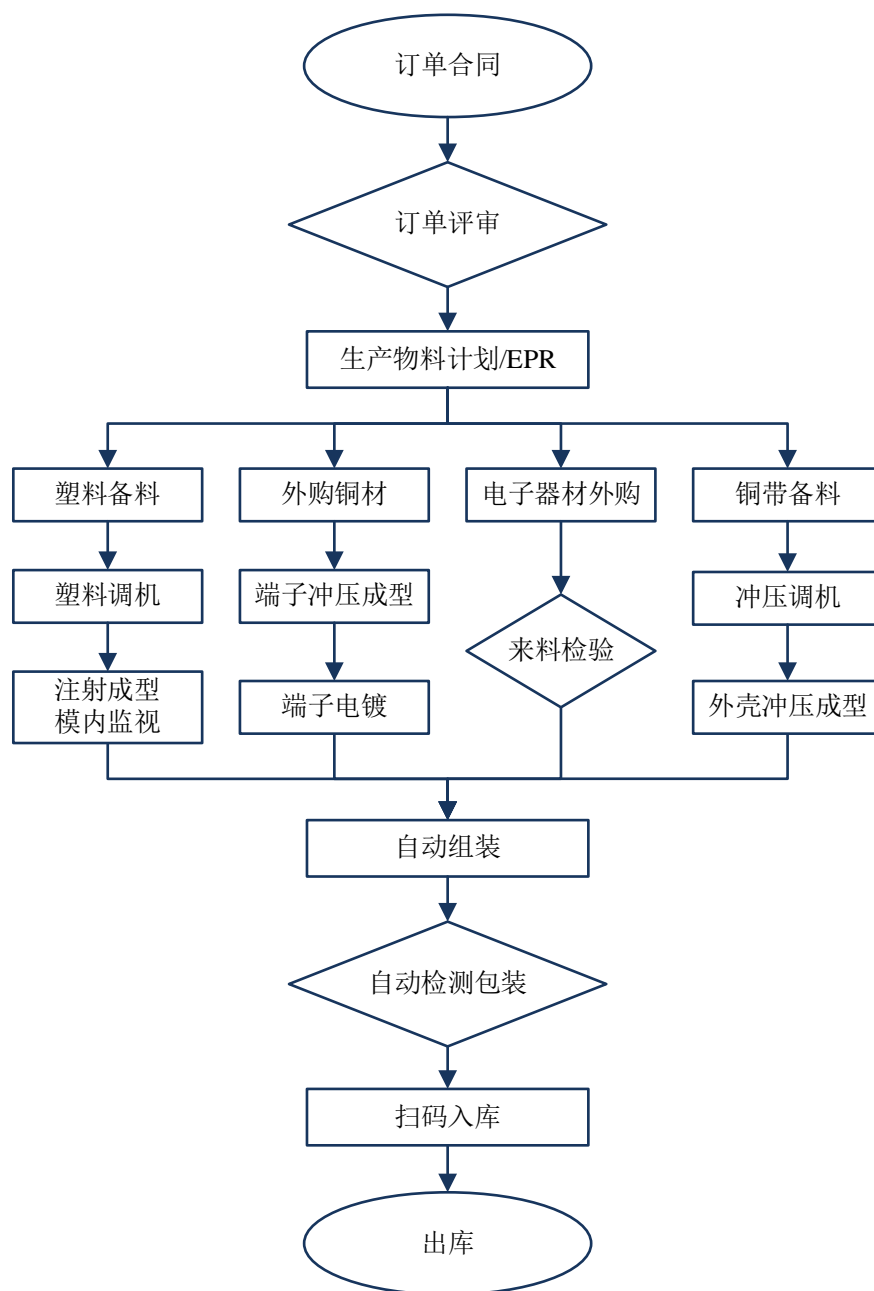 订单合同
订单评审
生产物料计划/EPR
塑料备料
外购铜材
电子器材外购
铜带备料
塑料调机
端子冲压成型
来料检验
冲压调机
注射成型
模内监视
端子电镀
外壳冲压成型
自动组装
自动检测包装
扫码入库
出库